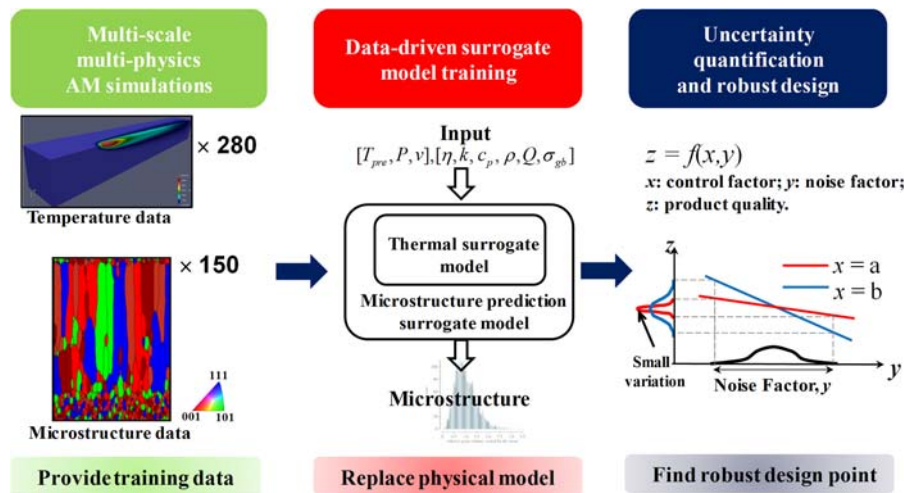 Multi-scale
multi-physics
AM simulations
× 280
Temperature data
× 150
111
001
101
Microstructure data
Provide training data
Data-driven surrogate
model training
Input
[T_pre, P, v],[η, k, c_p, ρ, Q, σ_gb]
Thermal surrogate
model
Microstructure prediction
surrogate model
Microstructure
Replace physical model
Uncertainty
quantification
and robust design
z = f(x,y)
x: control factor; y: noise factor;
z: product quality.
z
x = a
x = b
Small
variation
y
Noise Factor, y
Find robust design point